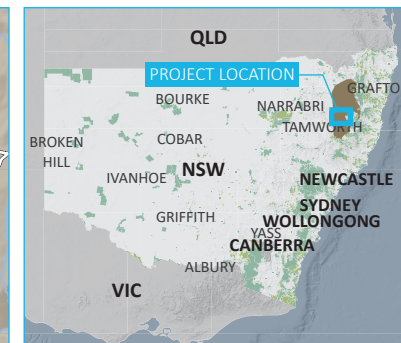 QLD
PROJECT LOCATION
GRAFTO
BOURKE
NARRABRI
TAMWORTH
BROKEN
HILL
COBAR
NSW
IVANHOE
NEWCASTLE
SYDNEY
GRIFFITH
WOLLONGONG
YASS
CANBERRA
ALBURY
VIC